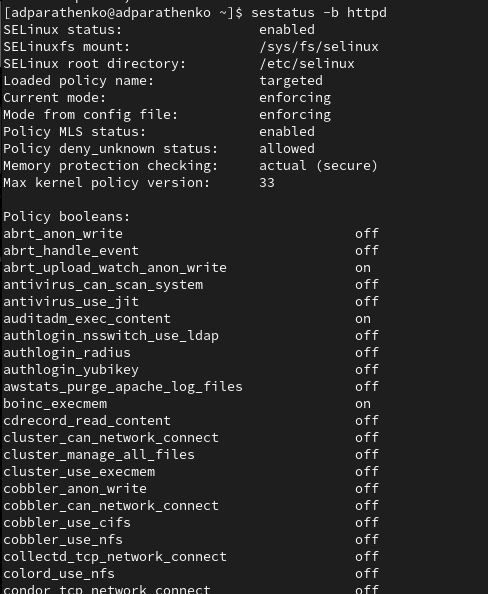 [adparathenko@adparathenko ~]$ sestatus -b httpd
SELinux status:                 enabled
SELinuxfs mount:                /sys/fs/selinux
SELinux root directory:         /etc/selinux
Loaded policy name:             targeted
Current mode:                   enforcing
Mode from config file:          enforcing
Policy MLS status:              enabled
Policy deny_unknown status:     allowed
Memory protection checking:     actual (secure)
Max kernel policy version:      33

Policy booleans:
abrt_anon_write                             off
abrt_handle_event                           off
abrt_upload_watch_anon_write                on
antivirus_can_scan_system                   off
antivirus_use_jit                           off
auditadm_exec_content                       on
authlogin_nsswitch_use_ldap                 off
authlogin_radius                            off
authlogin_yubikey                           off
awstats_purge_apache_log_files              off
boinc_execmem                               on
cdrecord_read_content                       off
cluster_can_network_connect                 off
cluster_manage_all_files                    off
cluster_use_execmem                         off
cobbler_anon_write                          off
cobbler_can_network_connect                 off
cobbler_use_cifs                            off
cobbler_use_nfs                             off
collectd_tcp_network_connect                off
colord_use_nfs                              off
condor_tcp_network_connect                  off